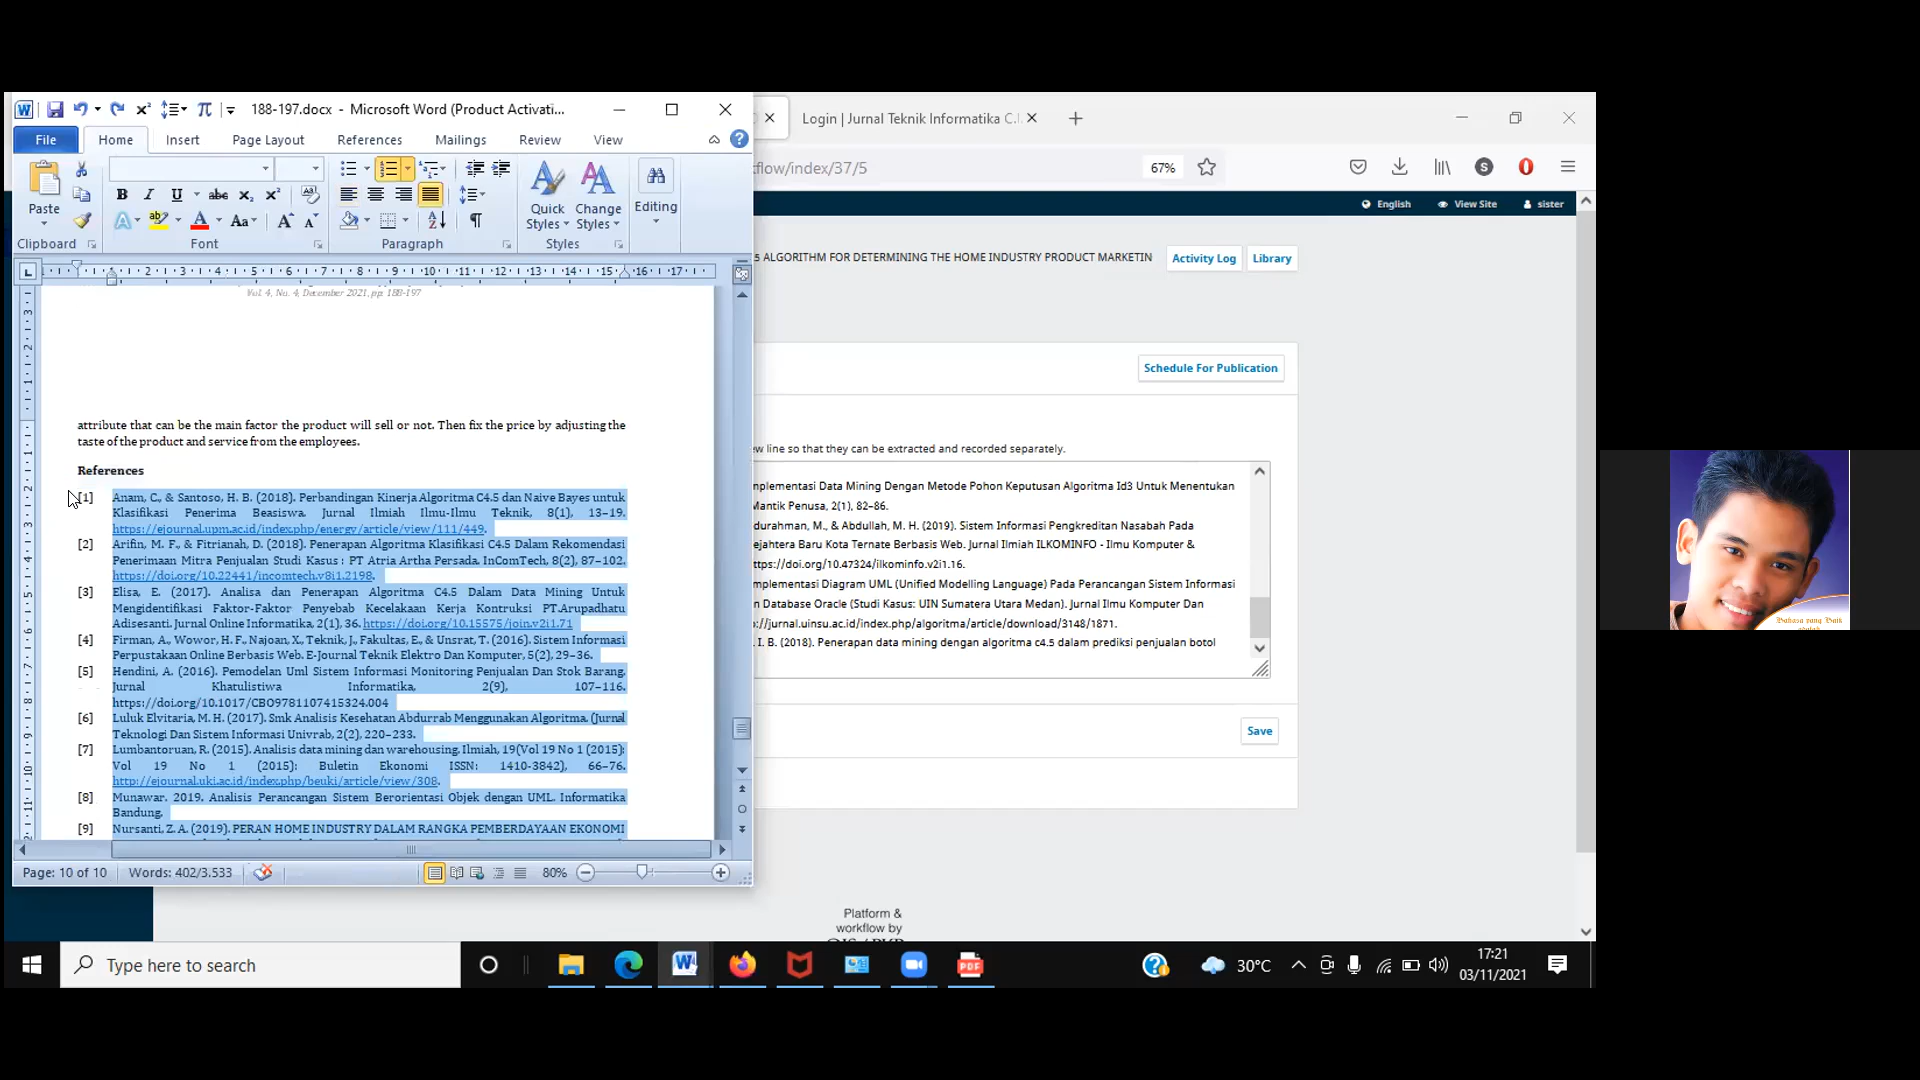 188-197.docx - Microsoft Word (Product Activati...
File
Home
Insert
Page Layout
References
Mailings
Review
View
Paste
Clipboard
Font
Paragraph
Quick Styles
Change Styles
Styles
Editing
Vol. 4, No. 4, December 2021, pp. 188-197
attribute that can be the main factor the product will sell or not. Then fix the price by adjusting the
taste of the product and service from the employees.
References
[1] Anam, C., & Santoso, H. B. (2018). Perbandingan Kinerja Algoritma C4.5 dan Naive Bayes untuk
Klasifikasi Penerima Beasiswa. Jurnal Ilmiah Ilmu-Ilmu Teknik, 8(1), 13–19.
https://ejournal.upm.ac.id/index.php/energy/article/view/111/449.
[2] Arifin, M. F., & Fitrianah, D. (2018). Penerapan Algoritma Klasifikasi C4.5 Dalam Rekomendasi
Penerimaan Mitra Penjualan Studi Kasus : PT Atria Artha Persada. InComTech, 8(2), 87–102.
https://doi.org/10.22441/incomtech.v8i1.2198.
[3] Elisa, E. (2017). Analisa dan Penerapan Algoritma C4.5 Dalam Data Mining Untuk
Mengidentifikasi Faktor-Faktor Penyebab Kecelakaan Kerja Kontruksi PT.Arupadhatu
Adisesanti. Jurnal Online Informatika, 2(1), 36. https://doi.org/10.15575/join.v2i1.71
[4] Firman, A., Wowor, H. F., Najoan, X., Teknik, J., Fakultas, E., & Unsrat, T. (2016). Sistem Informasi
Perpustakaan Online Berbasis Web. E-Journal Teknik Elektro Dan Komputer, 5(2), 29–36.
[5] Hendini, A. (2016). Pemodelan Uml Sistem Informasi Monitoring Penjualan Dan Stok Barang.
Jurnal Khatulistiwa Informatika, 2(9), 107–116.
https://doi.org/10.1017/CBO9781107415324.004
[6] Luluk Elvitaria, M. H. (2017). Smk Analisis Kesehatan Abdurrab Menggunakan Algoritma. (Jurnal
Teknologi Dan Sistem Informasi Univrab, 2(2), 220–233.
[7] Lumbantoruan, R. (2015). Analisis data mining dan warehousing. Ilmiah, 19(Vol 19 No 1 (2015):
Vol 19 No 1 (2015): Buletin Ekonomi ISSN: 1410-3842), 66–76.
http://ejournal.uki.ac.id/index.php/beuki/article/view/308.
[8] Munawar. 2019. Analisis Perancangan Sistem Berorientasi Objek dengan UML. Informatika
Bandung.
[9] Nursanti, Z. A. (2019). PERAN HOME INDUSTRY DALAM RANGKA PEMBERDAYAAN EKONOMI
Page: 10 of 10
Words: 402/3.533
80%
Login | Jurnal Teknik Informatika C.I
flow/index/37/5
67%
English
View Site
sister
5 ALGORITHM FOR DETERMINING THE HOME INDUSTRY PRODUCT MARKETIN
Activity Log
Library
Schedule For Publication
ew line so that they can be extracted and recorded separately.
mplementasi Data Mining Dengan Metode Pohon Keputusan Algoritma Id3 Untuk Menentukan
Mantik Penusa, 2(1), 82–86.
durahman, M., & Abdullah, M. H. (2019). Sistem Informasi Pengkreditan Nasabah Pada
ejahtera Baru Kota Ternate Berbasis Web. Jurnal Ilmiah ILKOMINFO - Ilmu Komputer &
ttps://doi.org/10.47324/ilkominfo.v2i1.16.
mplementasi Diagram UML (Unified Modelling Language) Pada Perancangan Sistem Informasi
n Database Oracle (Studi Kasus: UIN Sumatera Utara Medan). Jurnal Ilmu Komputer Dan
://jurnal.uinsu.ac.id/index.php/algoritma/article/download/3148/1871.
. I. B. (2018). Penerapan data mining dengan algoritma c4.5 dalam prediksi penjualan botol
Save
Platform &
workflow by
OJS / PKP
Bahasa yang Baik
Type here to search
30°C
17:21
03/11/2021